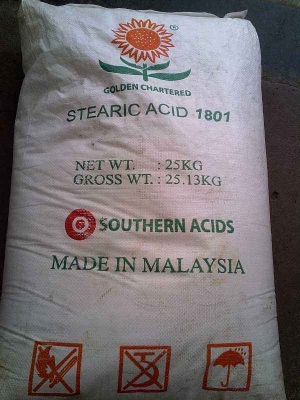 ®
GOLDEN CHARTERED
STEARIC ACID 1801
NET WT. : 25KG
GROSS WT. : 25.13KG
SOUTHERN ACIDS
MADE IN MALAYSIA